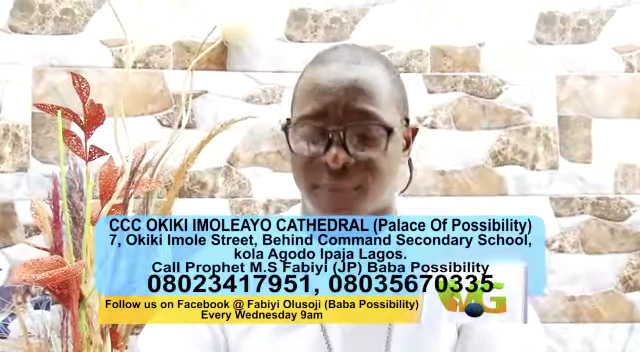 CCC OKIKI IMOLEAYO CATHEDRAL (Palace Of Possibility)
7, Okiki Imole Street, Behind Command Secondary School,
kola Agodo Ipaja Lagos.
Call Prophet M.S Fabiyi (JP) Baba Possibility
08023417951, 08035670335
Follow us on Facebook @ Fabiyi Olusoji (Baba Possibility)
Every Wednesday 9am